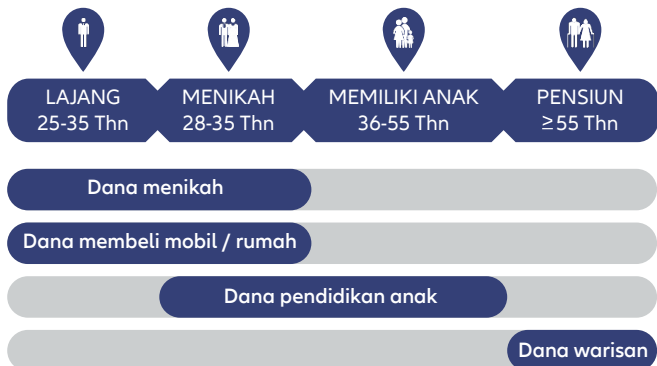 LAJANG
25-35 Thn
MENIKAH
28-35 Thn
MEMILIKI ANAK
36-55 Thn
PENSIUN
≥55 Thn
Dana menikah
Dana membeli mobil / rumah
Dana pendidikan anak
Dana warisan